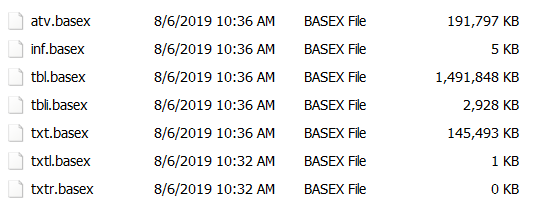 atv.basex 8/6/2019 10:36 AM BASEX File 191,797 KB
inf.basex 8/6/2019 10:36 AM BASEX File 5 KB
tbl.basex 8/6/2019 10:36 AM BASEX File 1,491,848 KB
tbli.basex 8/6/2019 10:36 AM BASEX File 2,928 KB
txt.basex 8/6/2019 10:36 AM BASEX File 145,493 KB
txtl.basex 8/6/2019 10:32 AM BASEX File 1 KB
txtr.basex 8/6/2019 10:32 AM BASEX File 0 KB